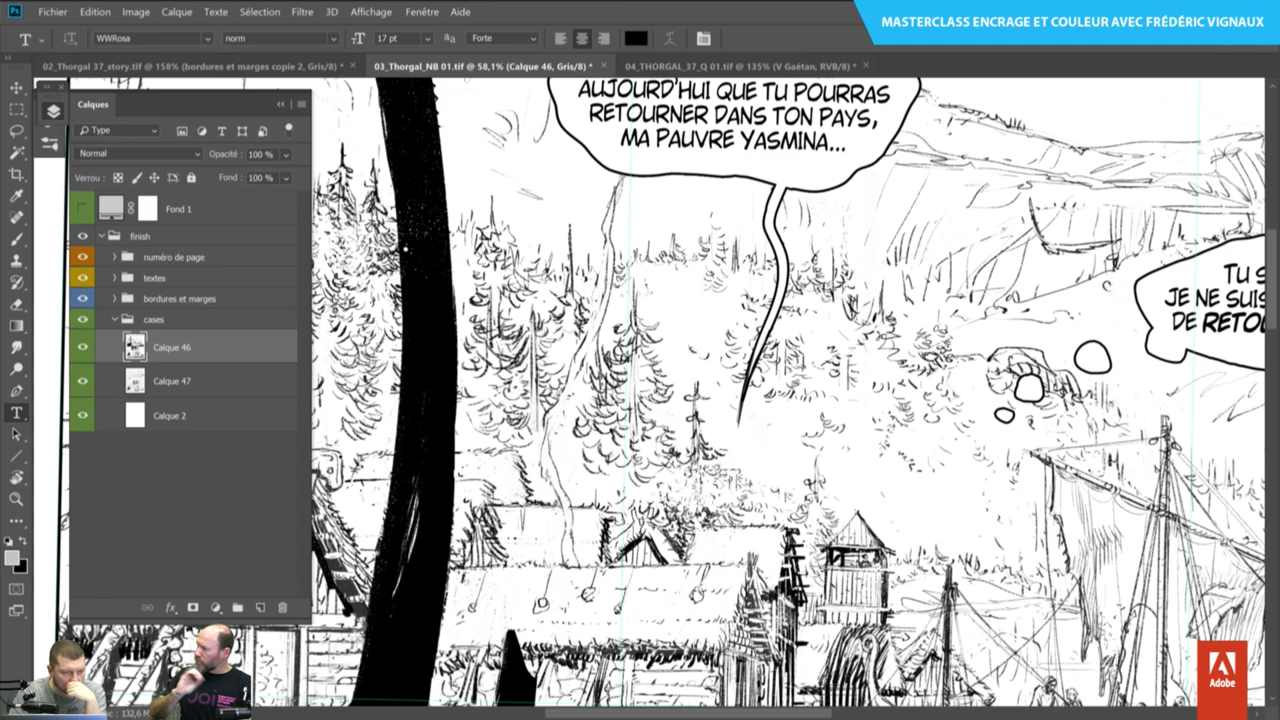 Ps Fichier Edition Image Calque Texte Sélection Filtre 3D Affichage Fenêtre Aide
MASTERCLASS ENCRAGE ET COULEUR AVEC FRÉDÉRIC VIGNAUX
T WWRosa norm 17 pt aa Forte
02_Thorgal 37_story.tif @ 158% (bordures et marges copie 2, Gris/8) * ×
03_Thorgal_NB 01.tif @ 58,1% (Calque 46, Gris/8) * ×
04_THORGAL_37_Q 01.tif @ 135% (V Gaétan, RVB/8) * ×
Calques
Type
Normal Opacité : 100 %
Verrou : Fond : 100 %
Fond 1
finish
numéro de page
textes
bordures et marges
cases
Calque 46
Calque 47
Calque 2
fx
AUJOURD'HUI QUE TU POURRAS
RETOURNER DANS TON PAYS,
MA PAUVRE YASMINA...
TU
JE NE SUIS
DE
Adobe